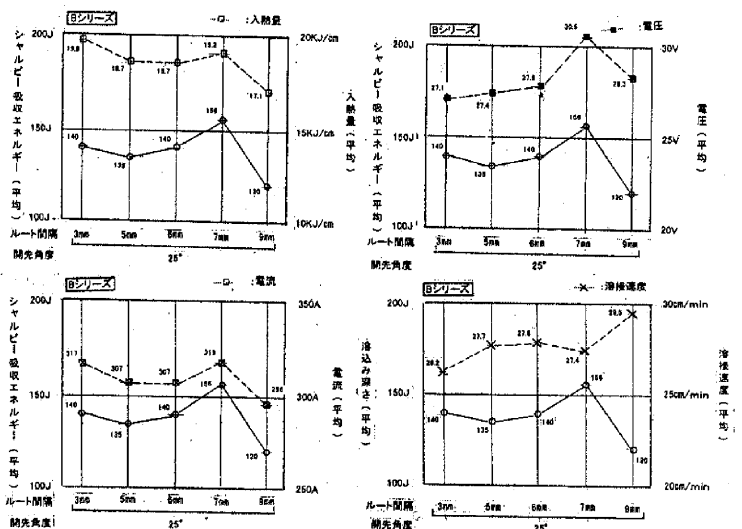 Bシリーズ
--□-- :入熱量
200J
20KJ/cm
19.8
18.7
18.7
19.2
17.1
シャルピー吸収エネルギー(平均)
入熱量(平均)
150J
15KJ/cm
140
135
140
156
120
100J
10KJ/cm
ルート間隔 3mm 5mm 6mm 7mm 9mm
開先角度 25°
Bシリーズ
--■-- :電圧
200J
30V
27.1
27.4
30.6
28.3
シャルピー吸収エネルギー(平均)
電圧(平均)
150J
25V
140
135
140
156
120
100J
20V
ルート間隔 3mm 5mm 6mm 7mm 9mm
開先角度 25°
Bシリーズ
--□-- :電流
200J
350A
317
307
307
シャルピー吸収エネルギー(平均)
電流(平均)
150J
300A
140
135
140
156
120
100J
250A
ルート間隔 3mm 5mm 6mm 7mm 9mm
開先角度 25°
Bシリーズ
--×-- :溶接速度
200J
30cm/min
26.2
27.7
27.4
溶込み深さ(平均)
溶接速度(平均)
150J
25cm/min
140
135
140
156
120
100J
20cm/min
ルート間隔 3mm 5mm 6mm 7mm 9mm
開先角度 25°